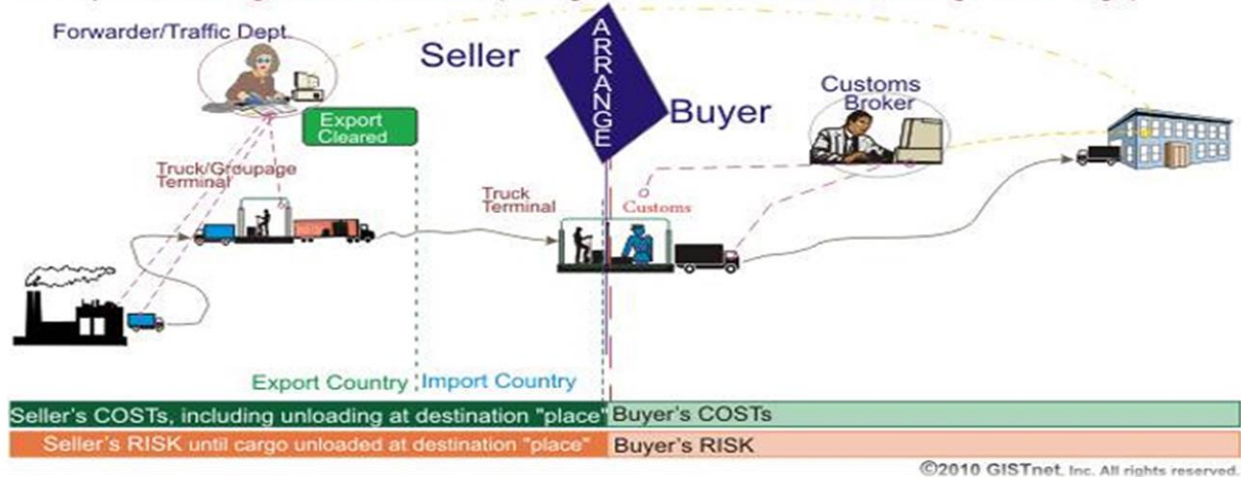 Forwarder/Traffic Dept.
Seller
ARRANGE
Buyer
Customs
Broker
Export
Cleared
Truck/Groupage
Terminal
Truck
Terminal
Customs
Export Country
Import Country
Seller's COSTs, including unloading at destination "place"
Buyer's COSTs
Seller's RISK until cargo unloaded at destination "place"
Buyer's RISK
©2010 GISTnet, Inc. All rights reserved.